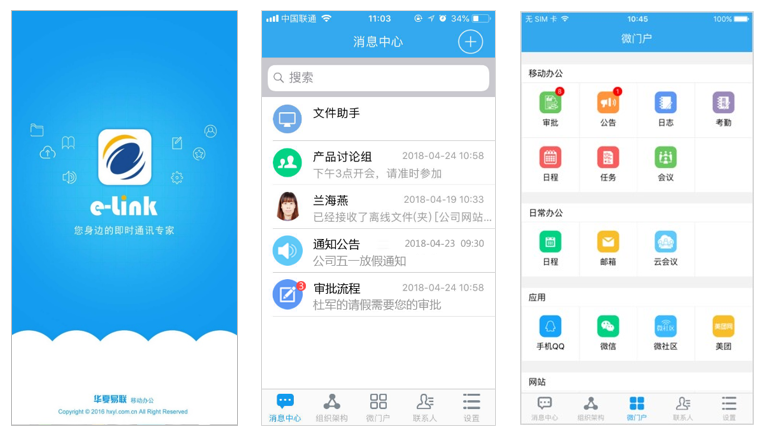 e-Link
您身边的即时通讯专家
华夏易联 移动办公
Copyright © 2016 hxyl.com.cn All Right Reserved
中国联通 11:03 34%
消息中心
搜索
文件助手
产品讨论组 2018-04-24 10:58
下午3点开会，请准时参加
兰海燕 2018-04-19 10:33
已经接收了离线文件(夹)[公司网站...
通知公告 2018-04-23 09:30
公司五一放假通知
3
审批流程 2018-04-24 10:58
杜军的请假需要您的审批
消息中心 组织架构 微门户 联系人 设置
无 SIM 卡 10:45 100%
微门户
移动办公
8 1
审批 公告 日志 考勤
日程 任务 会议
日常办公
日程 邮箱 云会议
应用
微社区 美团网
手机QQ 微信 微社区 美团
网站
消息中心 组织架构 微门户 联系人 设置